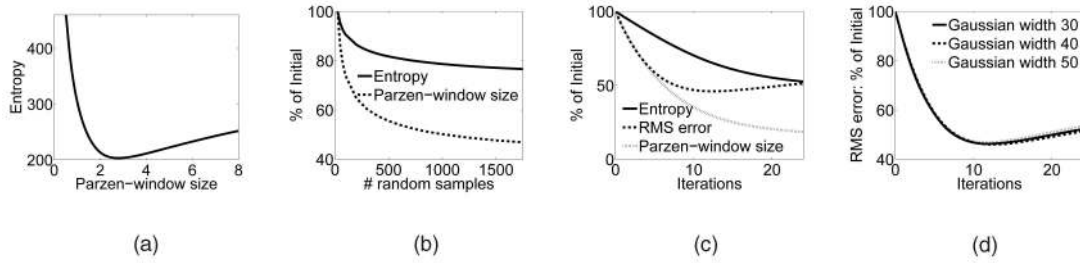 400
300
200
Entropy
0
2
4
6
8
Parzen-window size
(a)
100
80
60
40
% of Initial
Entropy
Parzen-window size
0
500
1000
1500
# random samples
(b)
100
50
0
% of Initial
Entropy
RMS error
Parzen-window size
0
10
20
Iterations
(c)
100
80
60
40
RMS error: % of Initial
Gaussian width 30
Gaussian width 40
Gaussian width 50
0
10
20
Iterations
(d)